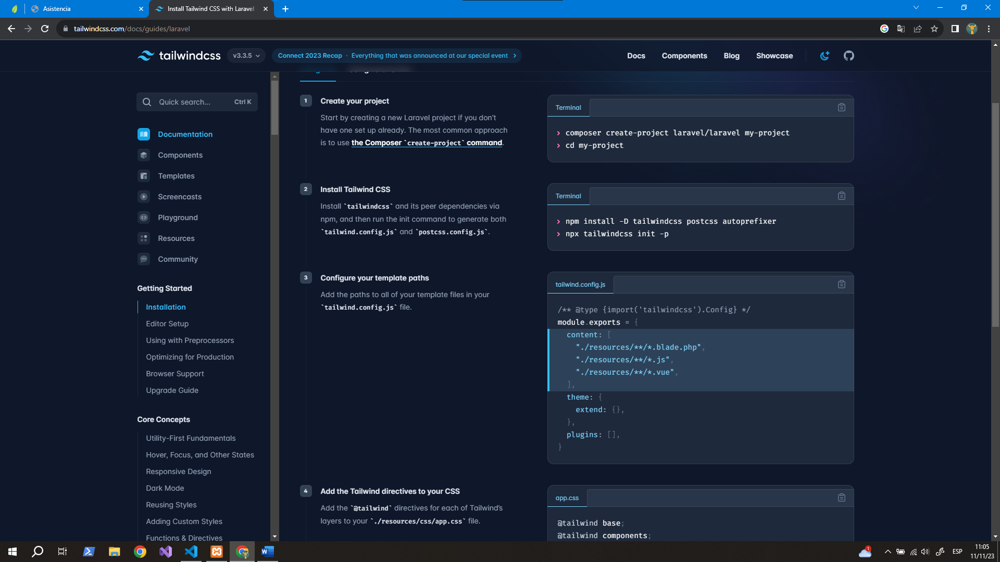 Asistencia
Install Tailwind CSS with Laravel
tailwindcss.com/docs/guides/laravel
tailwindcss
v3.3.5
Connect 2023 Recap · Everything that was announced at our special event
Docs
Components
Blog
Showcase
Quick search...
Ctrl K
Documentation
Components
Templates
Screencasts
Playground
Resources
Community
Getting Started
Installation
Editor Setup
Using with Preprocessors
Optimizing for Production
Browser Support
Upgrade Guide
Core Concepts
Utility-First Fundamentals
Hover, Focus, and Other States
Responsive Design
Dark Mode
Reusing Styles
Adding Custom Styles
Functions & Directives
1
Create your project
Start by creating a new Laravel project if you don’t
have one set up already. The most common approach
is to use the Composer `create-project` command.
Terminal
> composer create-project laravel/laravel my-project
> cd my-project
2
Install Tailwind CSS
Install `tailwindcss` and its peer dependencies via
npm, and then run the init command to generate both
`tailwind.config.js` and `postcss.config.js`.
Terminal
> npm install -D tailwindcss postcss autoprefixer
> npx tailwindcss init -p
3
Configure your template paths
Add the paths to all of your template files in your
`tailwind.config.js` file.
tailwind.config.js
/** @type {import('tailwindcss').Config} */
module.exports = {
content: [
"./resources/**/*.blade.php",
"./resources/**/*.js",
"./resources/**/*.vue",
],
theme: {
extend: {},
},
plugins: [],
}
4
Add the Tailwind directives to your CSS
Add the `@tailwind` directives for each of Tailwind’s
layers to your `./resources/css/app.css` file.
app.css
@tailwind base;
@tailwind components;
1
ESP
11:05
11/11/23